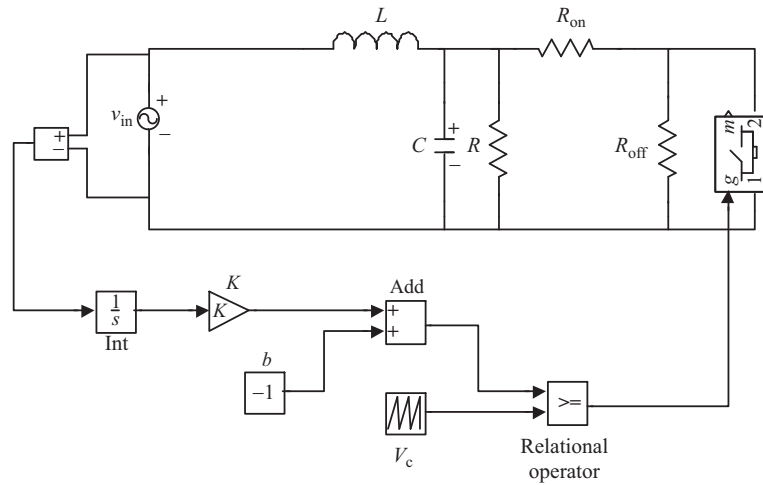 L
R_on
+
v_in
−
+
−
C
+
−
R
R_off
m
2
g
1
K
1
s
Int
K
Add
+
+
b
−1
>=
V_c
Relational
operator